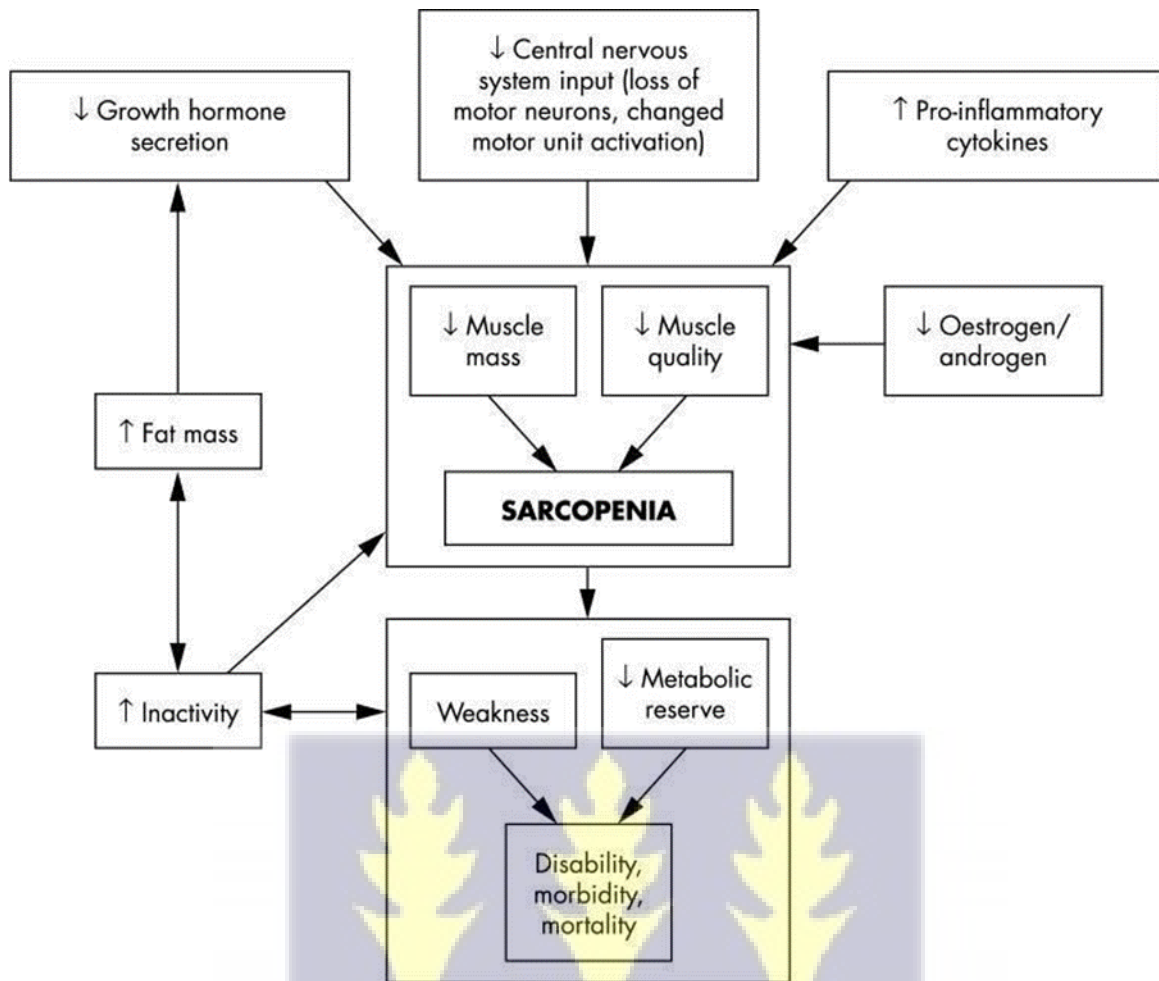 ↓ Central nervous
system input (loss of
motor neurons, changed
motor unit activation)
↓ Growth hormone
secretion
↑ Pro-inflammatory
cytokines
↓ Muscle
mass
↓ Muscle
quality
↓ Oestrogen/
androgen
↑ Fat mass
SARCOPENIA
↑ Inactivity
Weakness
↓ Metabolic
reserve
Disability,
morbidity,
mortality